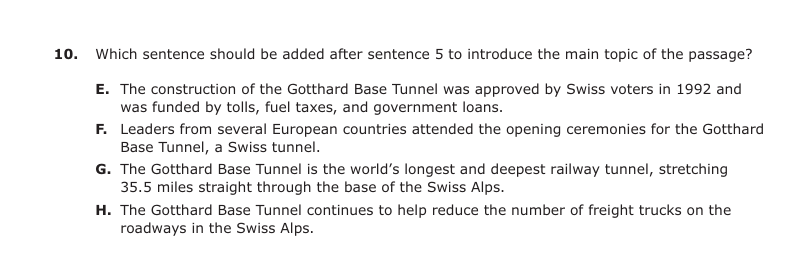 10. Which sentence should be added after sentence 5 to introduce the main topic of the passage?
E. The construction of the Gotthard Base Tunnel was approved by Swiss voters in 1992 and
was funded by tolls, fuel taxes, and government loans.
F. Leaders from several European countries attended the opening ceremonies for the Gotthard
Base Tunnel, a Swiss tunnel.
G. The Gotthard Base Tunnel is the world’s longest and deepest railway tunnel, stretching
35.5 miles straight through the base of the Swiss Alps.
H. The Gotthard Base Tunnel continues to help reduce the number of freight trucks on the
roadways in the Swiss Alps.